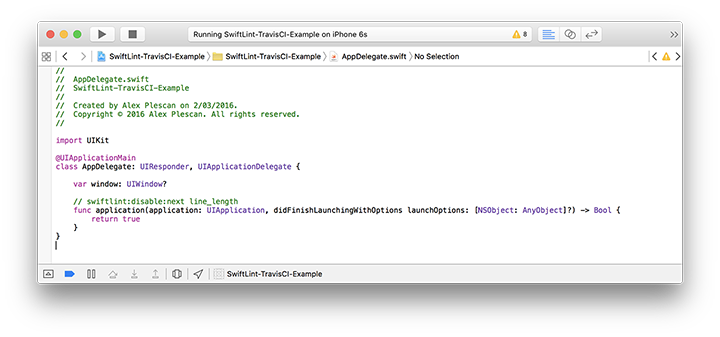 Running SwiftLint-TravisCI-Example on iPhone 6s
8
SwiftLint-TravisCI-Example SwiftLint-TravisCI-Example AppDelegate.swift No Selection
//
//  AppDelegate.swift
//  SwiftLint-TravisCI-Example
//
//  Created by Alex Plescan on 2/03/2016.
//  Copyright © 2016 Alex Plescan. All rights reserved.
//
import UIKit
@UIApplicationMain
class AppDelegate: UIResponder, UIApplicationDelegate {
    var window: UIWindow?
    // swiftlint:disable:next line_length
    func application(application: UIApplication, didFinishLaunchingWithOptions launchOptions: [NSObject: AnyObject]?) -> Bool {
        return true
    }
}
SwiftLint-TravisCI-Example